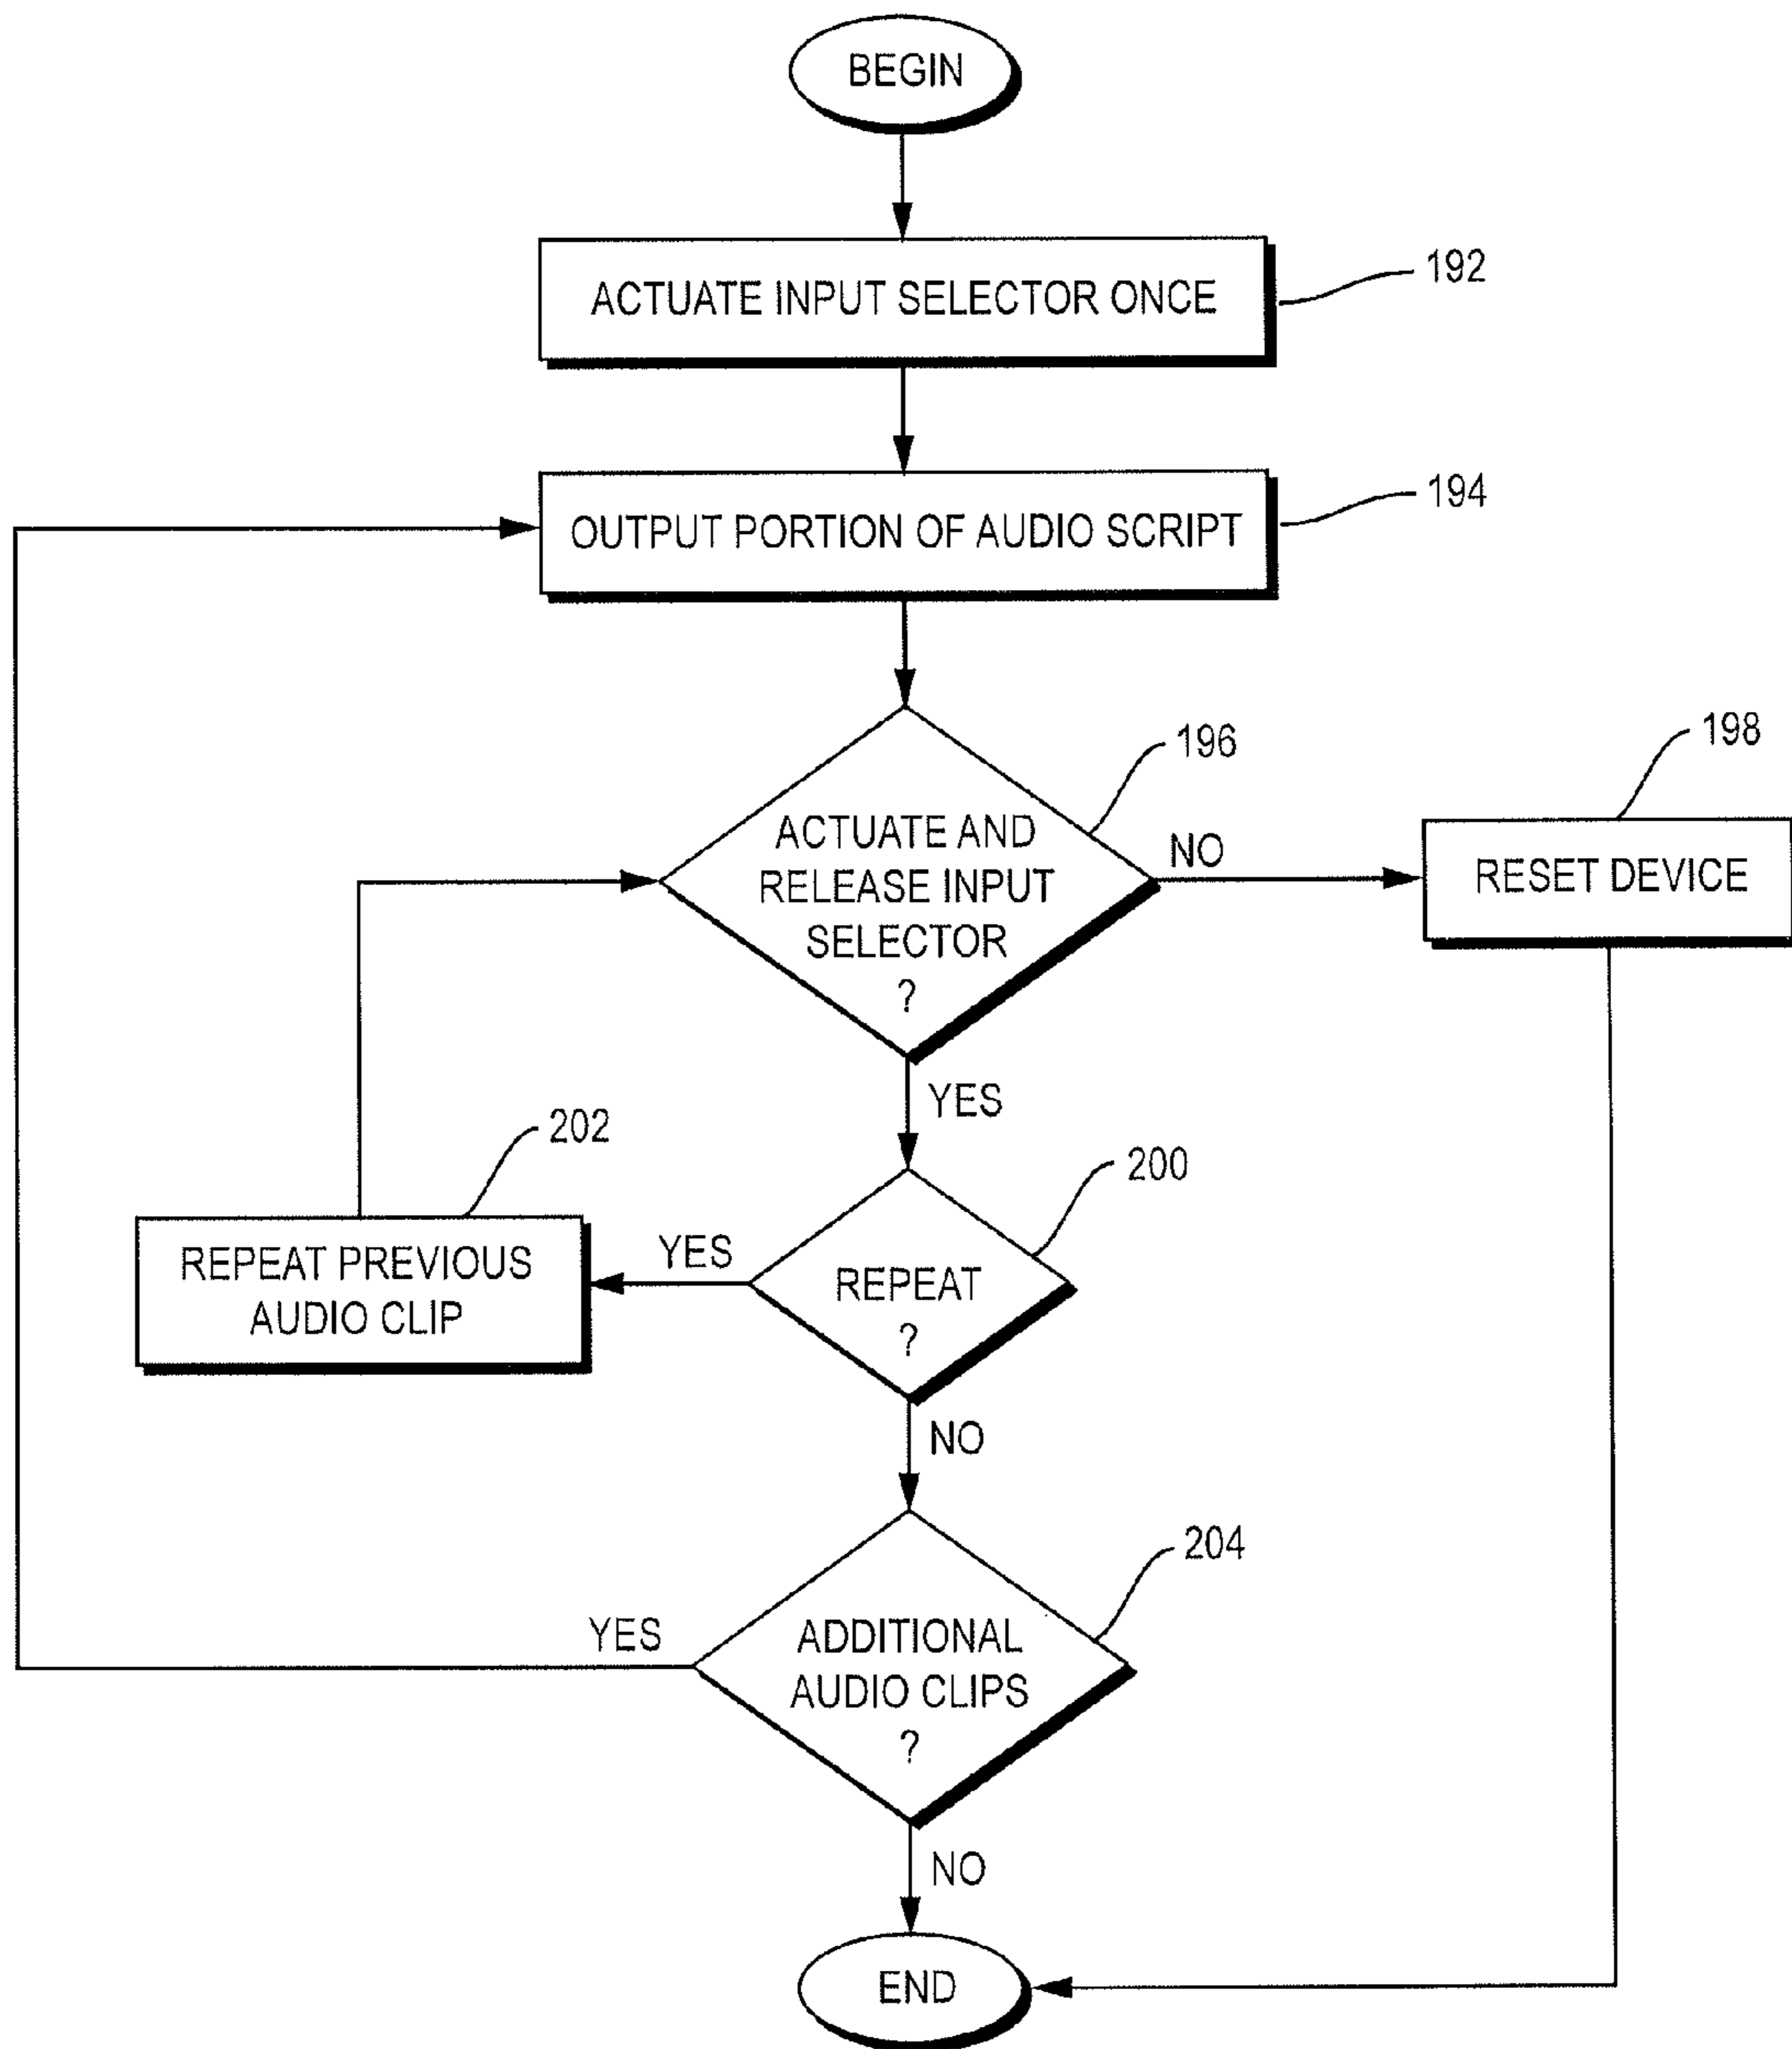 BEGIN
ACTUATE INPUT SELECTOR ONCE
192
OUTPUT PORTION OF AUDIO SCRIPT
194
ACTUATE AND
RELEASE INPUT
SELECTOR
?
196
NO
RESET DEVICE
198
YES
REPEAT PREVIOUS
AUDIO CLIP
202
YES
REPEAT
?
200
NO
YES
ADDITIONAL
AUDIO CLIPS
?
204
NO
END